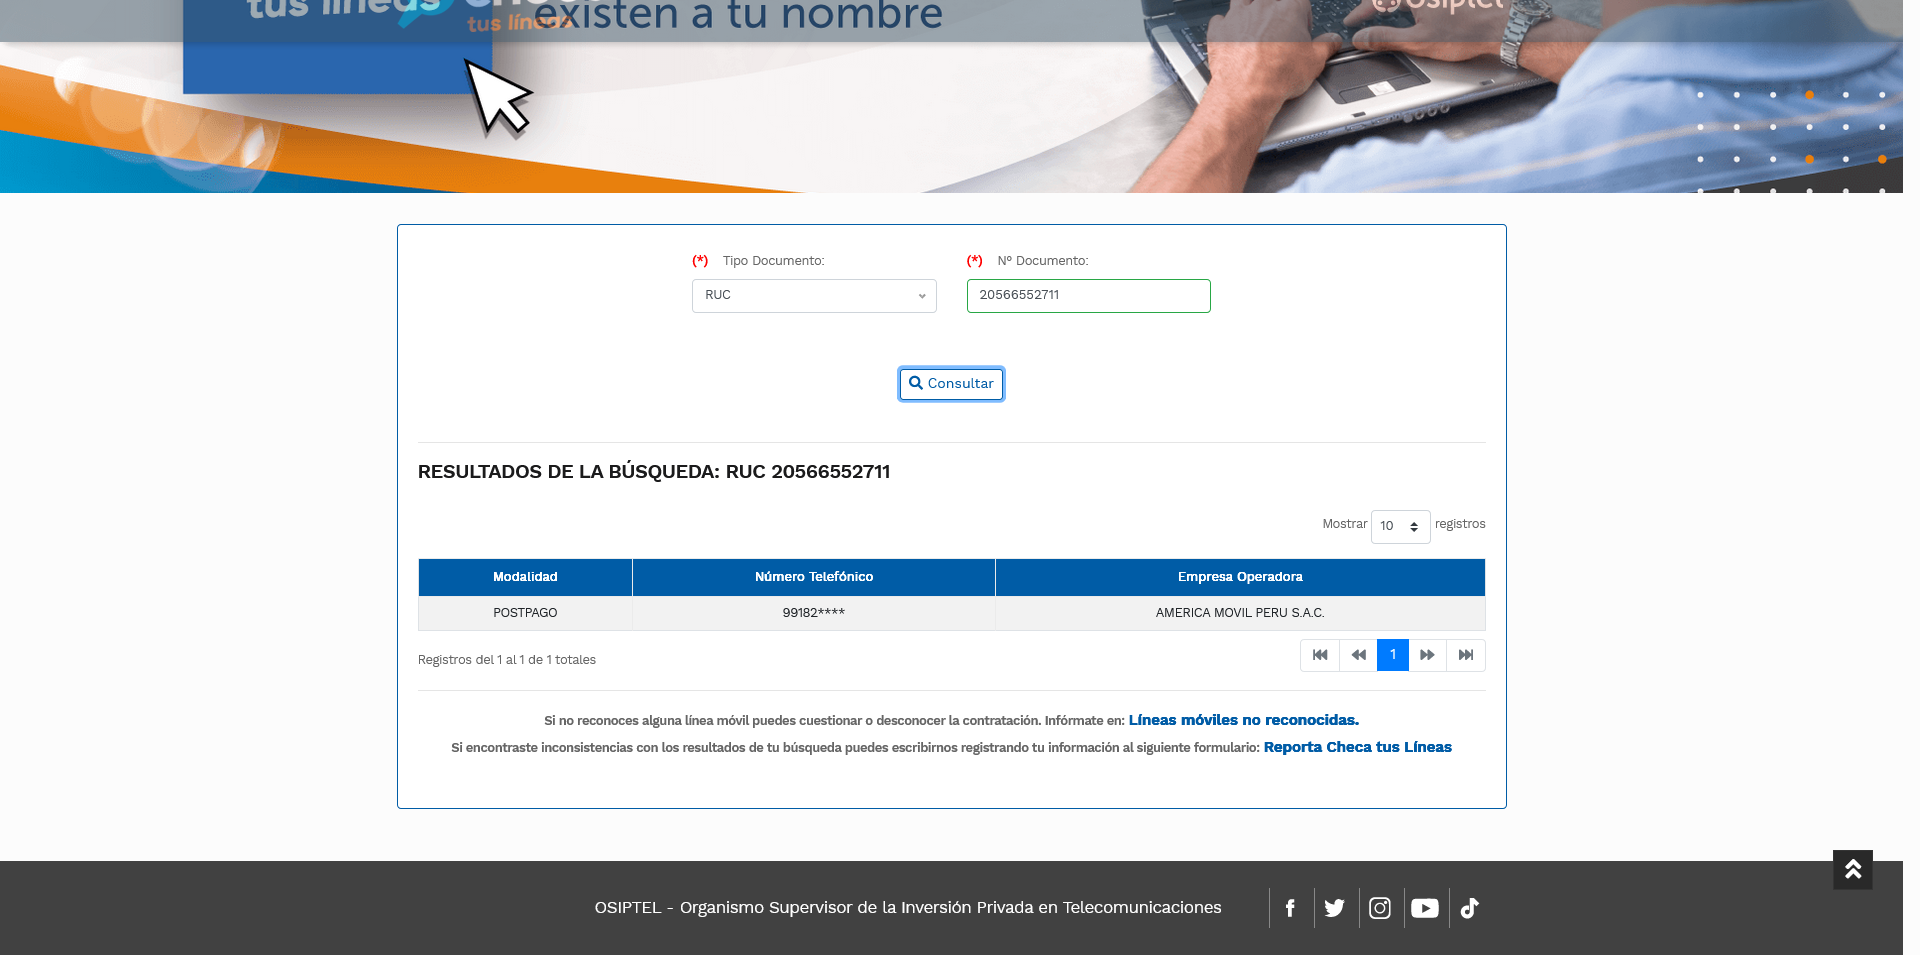 tus líneas
tus líneas
existen a tu nombre
osiptel
(*) Tipo Documento:
(*) Nº Documento:
RUC
20566552711
Consultar
RESULTADOS DE LA BÚSQUEDA: RUC 20566552711
Mostrar 10 registros
Modalidad Número Telefónico Empresa Operadora
POSTPAGO 99182**** AMERICA MOVIL PERU S.A.C.
Registros del 1 al 1 de 1 totales
1
Si no reconoces alguna línea móvil puedes cuestionar o desconocer la contratación. Infórmate en: Líneas móviles no reconocidas.
Si encontraste inconsistencias con los resultados de tu búsqueda puedes escribirnos registrando tu información al siguiente formulario: Reporta Checa tus Líneas
OSIPTEL - Organismo Supervisor de la Inversión Privada en Telecomunicaciones